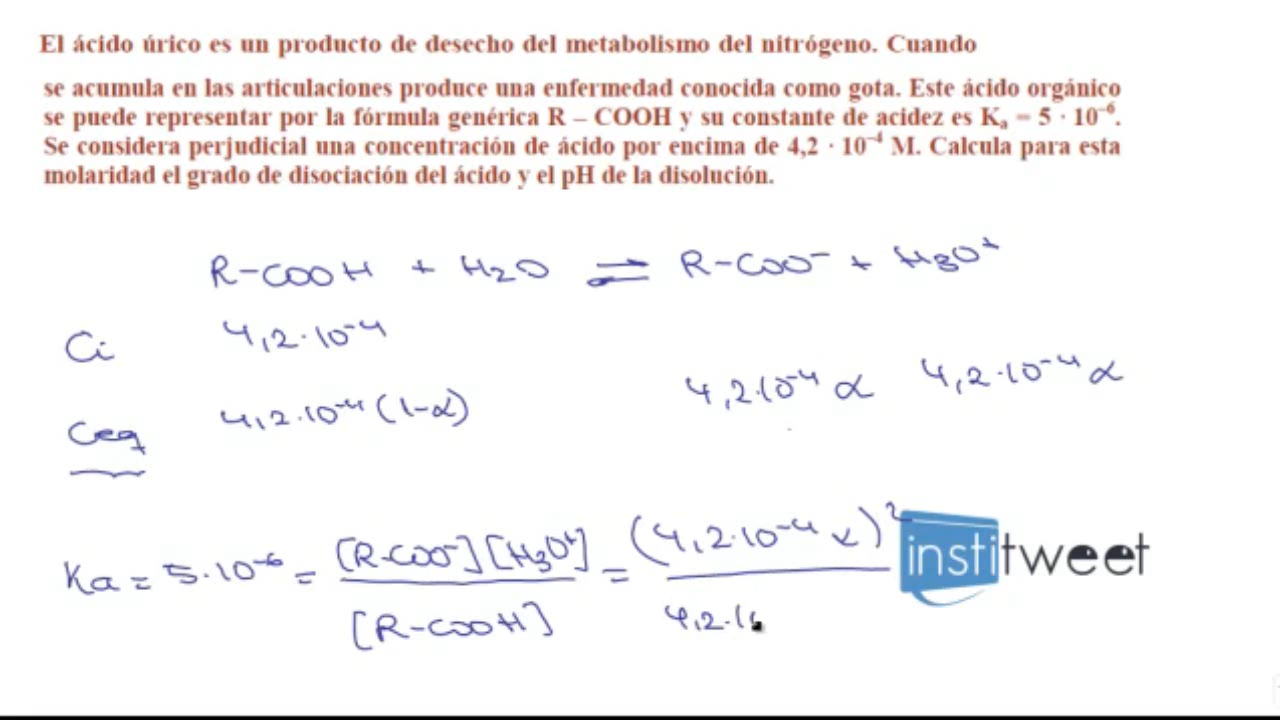 El ácido úrico es un producto de desecho del metabolismo del nitrógeno. Cuando
se acumula en las articulaciones produce una enfermedad conocida como gota. Este ácido orgánico
se puede representar por la fórmula genérica R – COOH y su constante de acidez es Kₐ = 5 · 10⁻⁶.
Se considera perjudicial una concentración de ácido por encima de 4,2 · 10⁻⁴ M. Calcula para esta
molaridad el grado de disociación del ácido y el pH de la disolución.
R-COOH + H₂O ⇌ R-COO⁻ + H₃O⁺
Ci 4,2·10⁻⁴
Ceq 4,2·10⁻⁴(1-α) 4,2·10⁻⁴α 4,2·10⁻⁴α
Ka = 5·10⁻⁶ = [R-COO⁻][H₃O⁺] = (4,2·10⁻⁴α)²
[R-COOH] 4,2·1
institweet